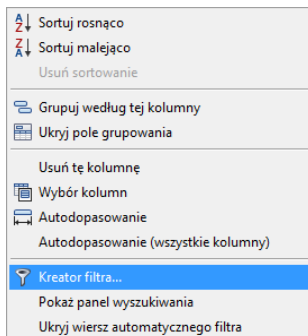 Sortuj rosnąco
Sortuj malejąco
Usuń sortowanie
Grupuj według tej kolumny
Ukryj pole grupowania
Usuń tę kolumnę
Wybór kolumn
Autodopasowanie
Autodopasowanie (wszystkie kolumny)
Kreator filtra...
Pokaż panel wyszukiwania
Ukryj wiersz automatycznego filtra